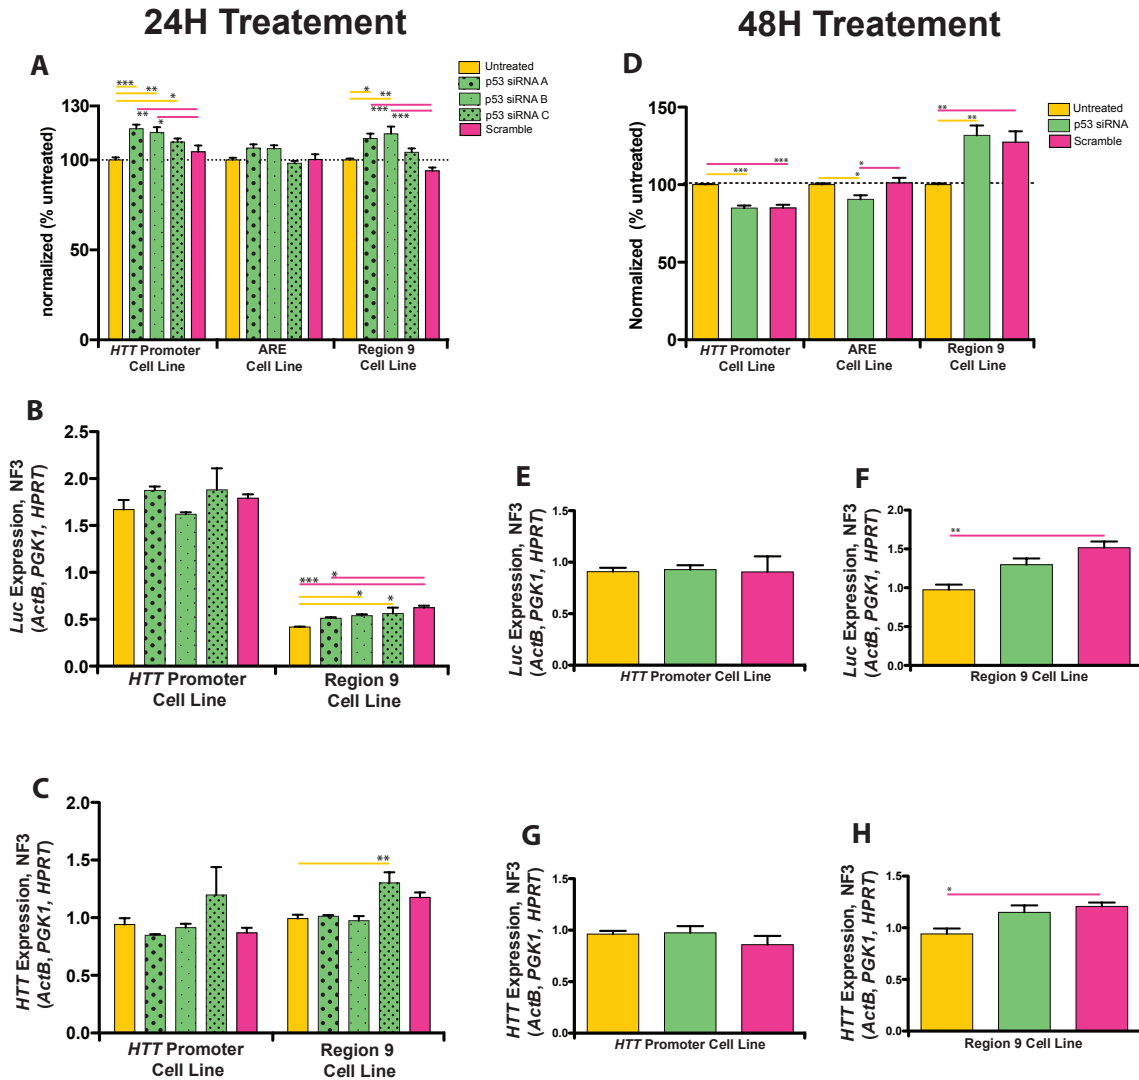 24H Treatement
48H Treatement
A
Untreated
p53 siRNA A
p53 siRNA B
p53 siRNA C
Scramble
normalized (% untreated)
130
100
50
0
*** ** * ** * * ** *** ***
HTT Promoter Cell Line
ARE Cell Line
Region 9 Cell Line
D
Untreated
p53 siRNA
Scramble
Normalized (% untreated)
150
100
50
0
*** *** * * ** **
HTT Promoter Cell Line
ARE Cell Line
Region 9 Cell Line
B
Luc Expression, NF3
(ActB, PGK1, HPRT)
2.5
2.0
1.5
1.0
0.5
0.0
*** * * *
HTT Promoter Cell Line
Region 9 Cell Line
E
Luc Expression, NF3
(ActB, PGK1, HPRT)
1.5
1.0
0.5
0.0
HTT Promoter Cell Line
F
Luc Expression, NF3
(ActB, PGK1, HPRT)
2.0
1.5
1.0
0.5
0.0
**
Region 9 Cell Line
C
HTT Expression, NF3
(ActB, PGK1, HPRT)
2.0
1.5
1.0
0.5
0.0
**
HTT Promoter Cell Line
Region 9 Cell Line
G
HTT Expression, NF3
(ActB, PGK1, HPRT)
1.5
1.0
0.5
0.0
HTT Promoter Cell Line
H
HTT Expression, NF3
(ActB, PGK1, HPRT)
1.5
1.0
0.5
0.0
*
Region 9 Cell Line